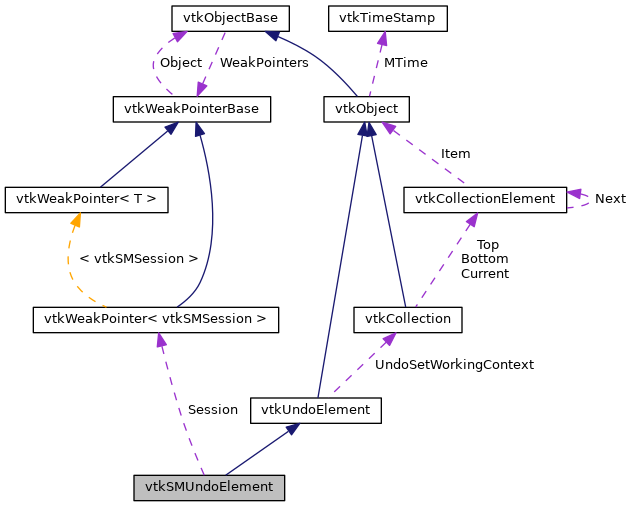 vtkObjectBase
vtkTimeStamp
Object
WeakPointers
MTime
vtkWeakPointerBase
vtkObject
Item
vtkWeakPointer< T >
vtkCollectionElement
Next
< vtkSMSession >
Top
Bottom
Current
vtkWeakPointer< vtkSMSession >
vtkCollection
UndoSetWorkingContext
Session
vtkUndoElement
vtkSMUndoElement